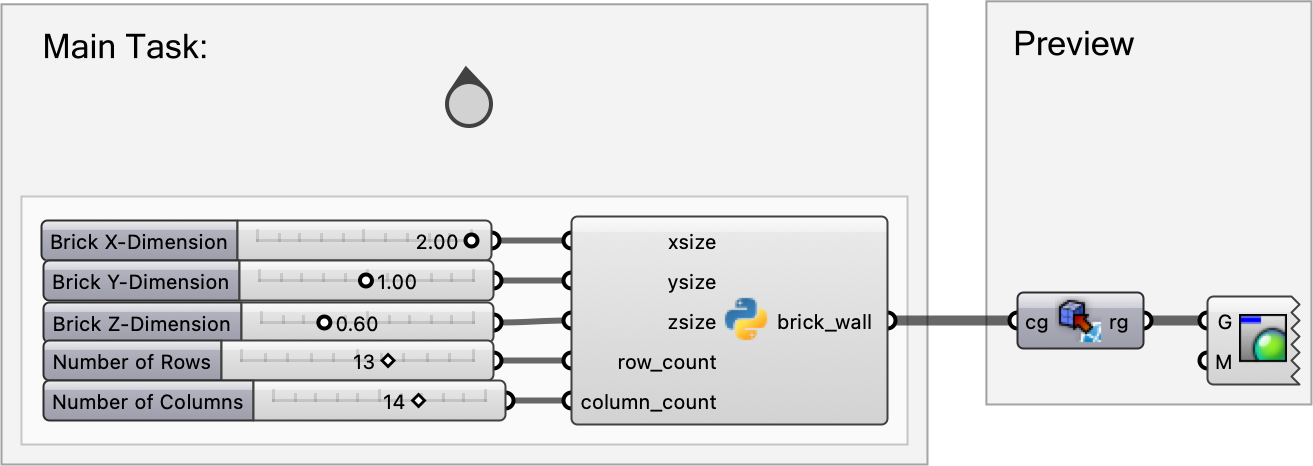 Main Task:
Preview
Brick X-Dimension 2.00
xsize
Brick Y-Dimension 1.00
ysize
Brick Z-Dimension 0.60
zsize
brick_wall
cg rg
G
Number of Rows 13
row_count
M
Number of Columns 14
column_count